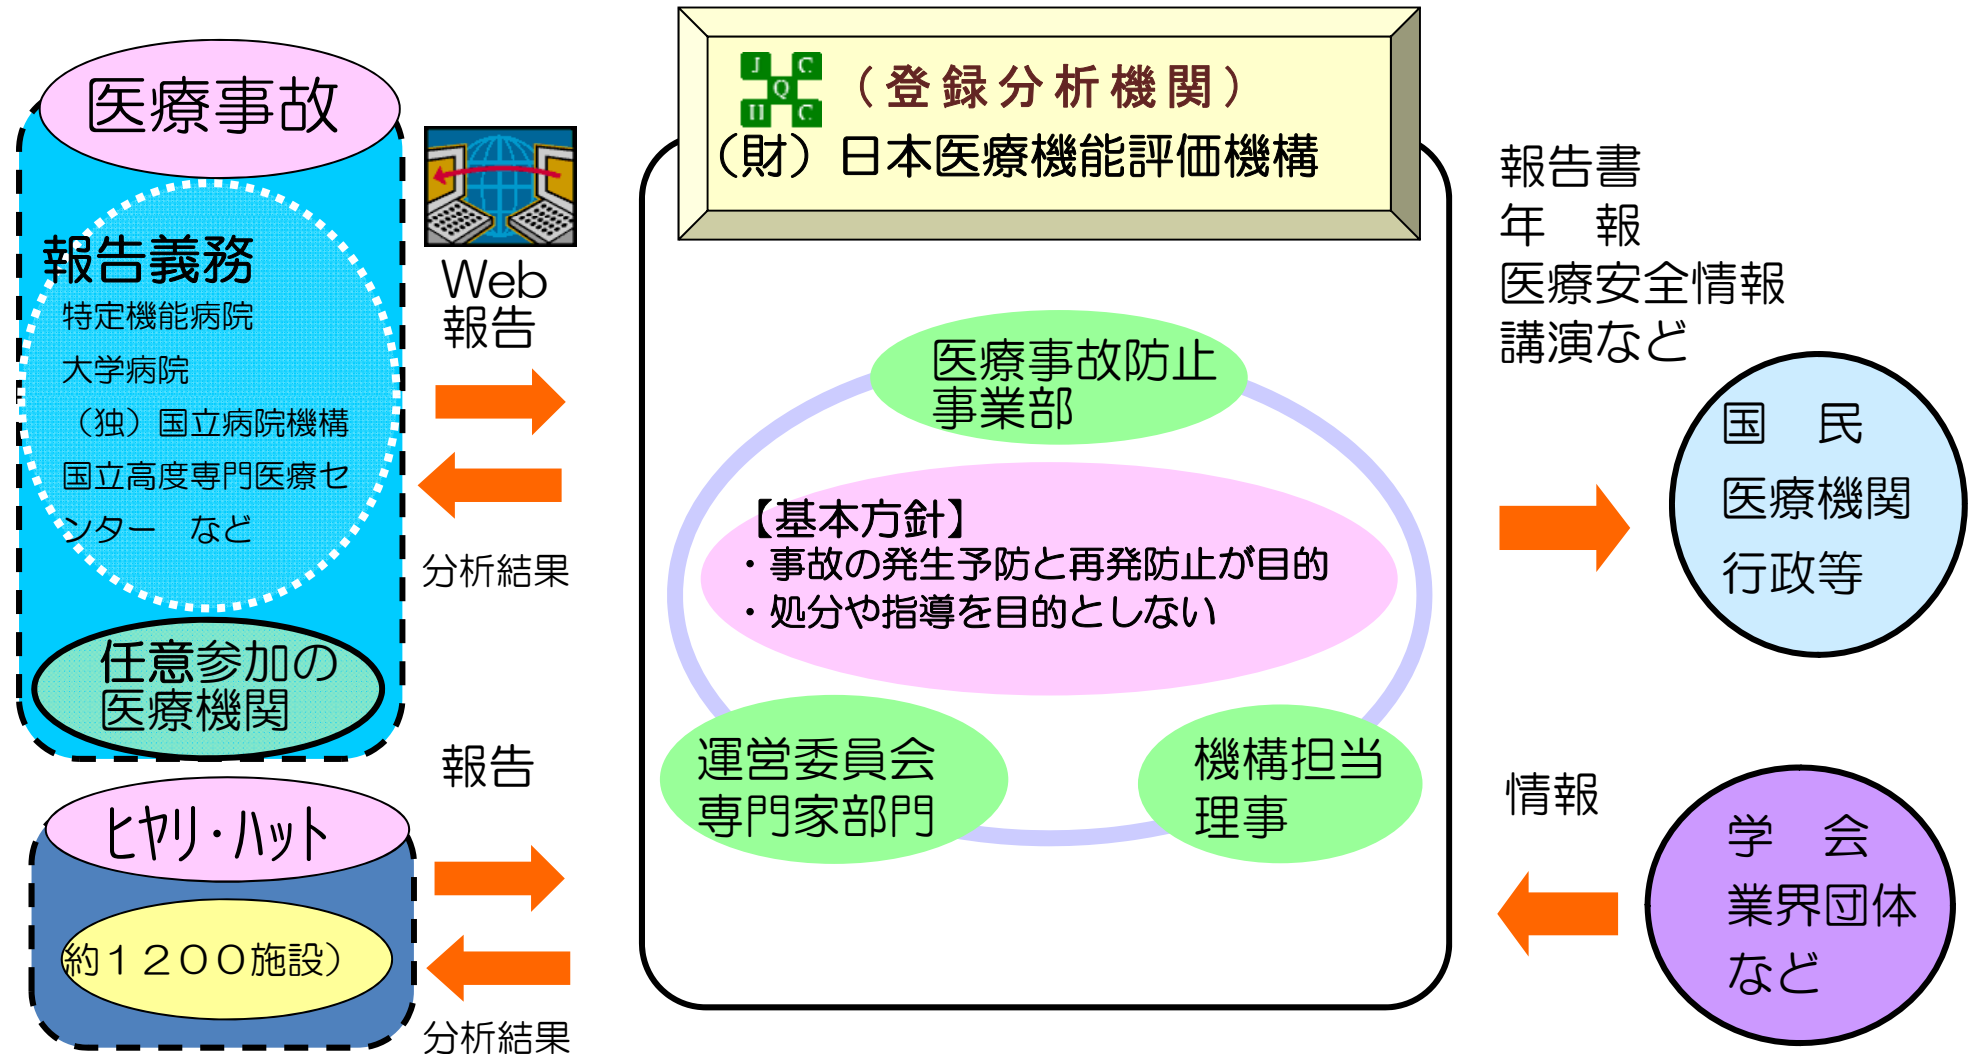 医療事故
報告義務
特定機能病院
大学病院
（独）国立病院機構
国立高度専門医療セ
ンター　など
任意参加の
医療機関
ヒヤリ・ハット
約１２００施設）
Web
報告
分析結果
報告
分析結果
J C
Q
H C
（登録分析機関）
（財）日本医療機能評価機構
医療事故防止
事業部
【基本方針】
・事故の発生予防と再発防止が目的
・処分や指導を目的としない
運営委員会
専門家部門
機構担当
理事
報告書
年　報
医療安全情報
講演など
国　民
医療機関
行政等
情報
学　会
業界団体
など